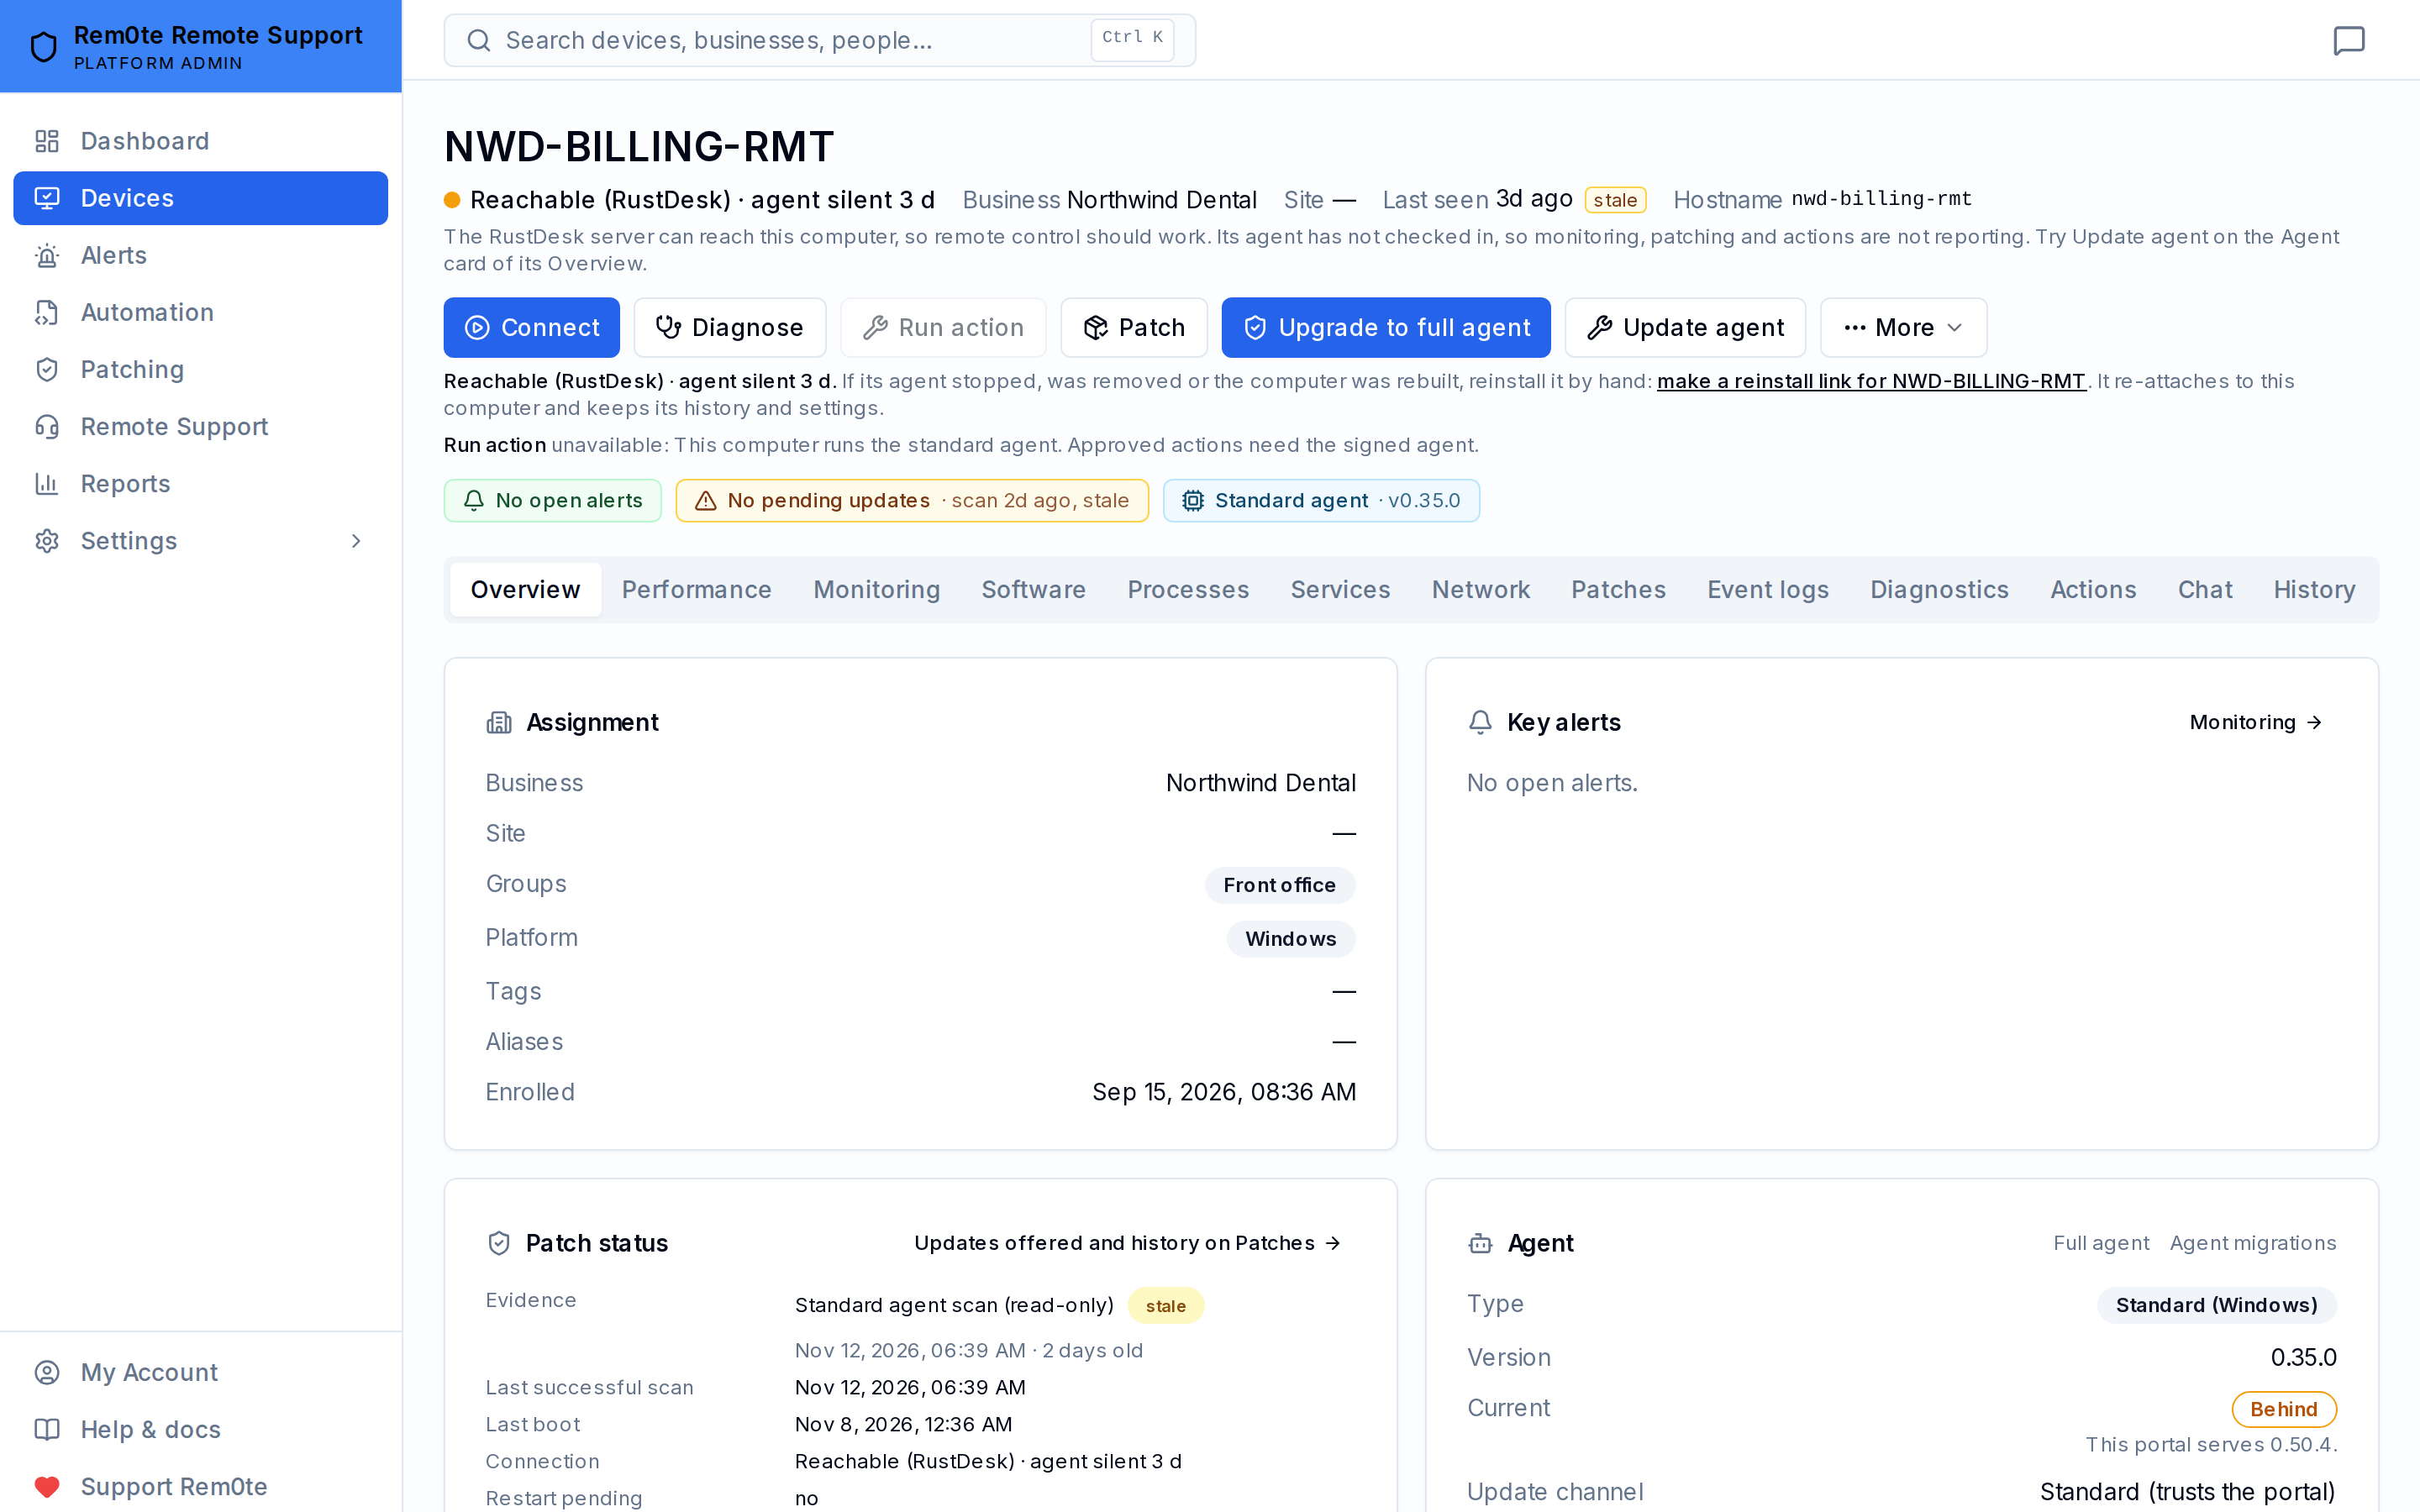 Rem0te Remote Support
PLATFORM ADMIN
Search devices, businesses, people...
Ctrl K
Dashboard
Devices
Alerts
Automation
Patching
Remote Support
Reports
Settings
My Account
Help & docs
Support Rem0te
NWD-BILLING-RMT
Reachable (RustDesk) · agent silent 3 d Business Northwind Dental Site — Last seen 3d ago stale Hostname nwd-billing-rmt
The RustDesk server can reach this computer, so remote control should work. Its agent has not checked in, so monitoring, patching and actions are not reporting. Try Update agent on the Agent
card of its Overview.
Connect Diagnose Run action Patch Upgrade to full agent Update agent More
Reachable (RustDesk) · agent silent 3 d. If its agent stopped, was removed or the computer was rebuilt, reinstall it by hand: make a reinstall link for NWD-BILLING-RMT. It re-attaches to this
computer and keeps its history and settings.
Run action unavailable: This computer runs the standard agent. Approved actions need the signed agent.
No open alerts No pending updates · scan 2d ago, stale Standard agent · v0.35.0
Overview Performance Monitoring Software Processes Services Network Patches Event logs Diagnostics Actions Chat History
Assignment
Business Northwind Dental
Site —
Groups Front office
Platform Windows
Tags —
Aliases —
Enrolled Sep 15, 2026, 08:36 AM
Key alerts Monitoring →
No open alerts.
Patch status Updates offered and history on Patches →
Evidence Standard agent scan (read-only) stale
Nov 12, 2026, 06:39 AM · 2 days old
Last successful scan Nov 12, 2026, 06:39 AM
Last boot Nov 8, 2026, 12:36 AM
Connection Reachable (RustDesk) · agent silent 3 d
Restart pending no
Agent Full agent Agent migrations
Type Standard (Windows)
Version 0.35.0
Current Behind
This portal serves 0.50.4.
Update channel Standard (trusts the portal)